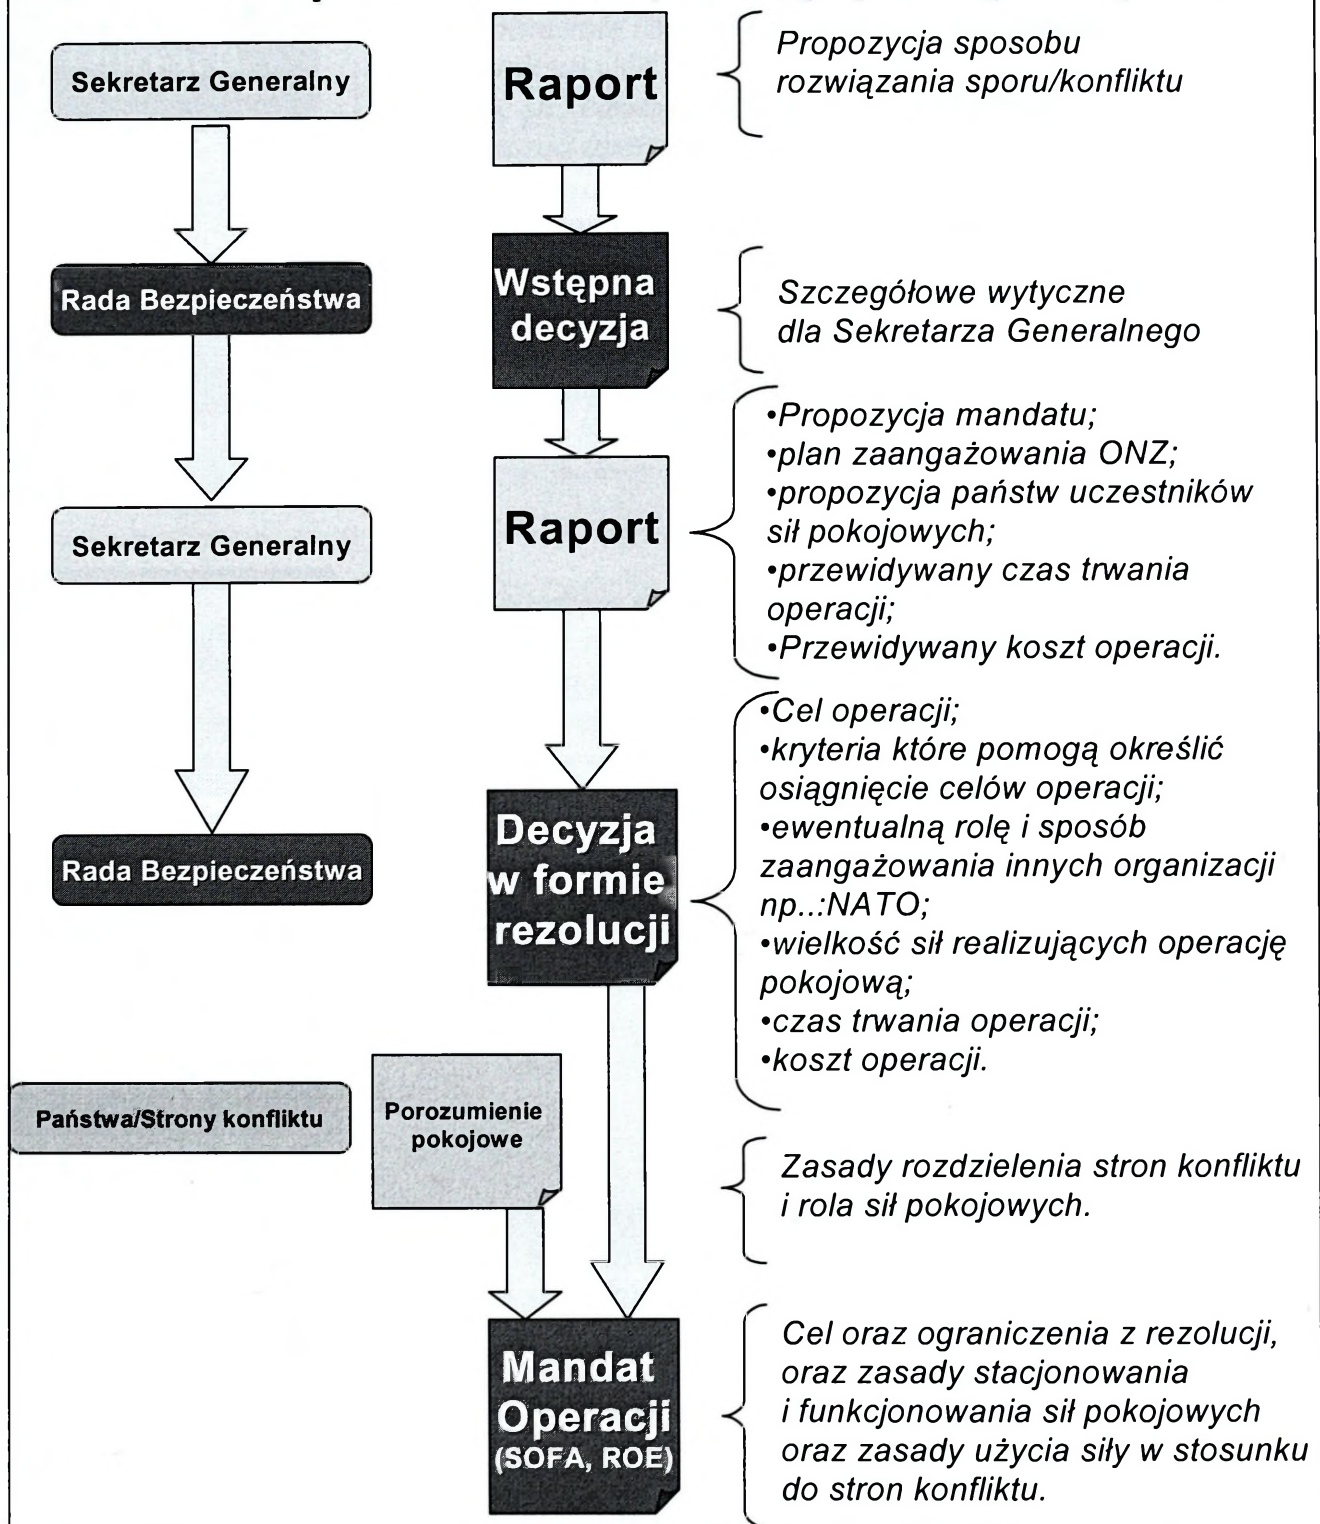 Sekretarz Generalny
Raport
Propozycja sposobu
rozwiązania sporu/konfliktu
Rada Bezpieczeństwa
Wstępna
decyzja
Szczegółowe wytyczne
dla Sekretarza Generalnego
Sekretarz Generalny
Raport
•Propozycja mandatu;
•plan zaangażowania ONZ;
•propozycja państw uczestników
sił pokojowych;
•przewidywany czas trwania
operacji;
•Przewidywany koszt operacji.
Rada Bezpieczeństwa
Decyzja
w formie
rezolucji
•Cel operacji;
•kryteria które pomogą określić
osiągnięcie celów operacji;
•ewentualną rolę i sposób
zaangażowania innych organizacji
np..:NATO;
•wielkość sił realizujących operację
pokojową;
•czas trwania operacji;
•koszt operacji.
Państwa/Strony konfliktu
Porozumienie
pokojowe
Zasady rozdzielenia stron konfliktu
i rola sił pokojowych.
Mandat
Operacji
(SOFA, ROE)
Cel oraz ograniczenia z rezolucji,
oraz zasady stacjonowania
i funkcjonowania sił pokojowych
oraz zasady użycia siły w stosunku
do stron konfliktu.